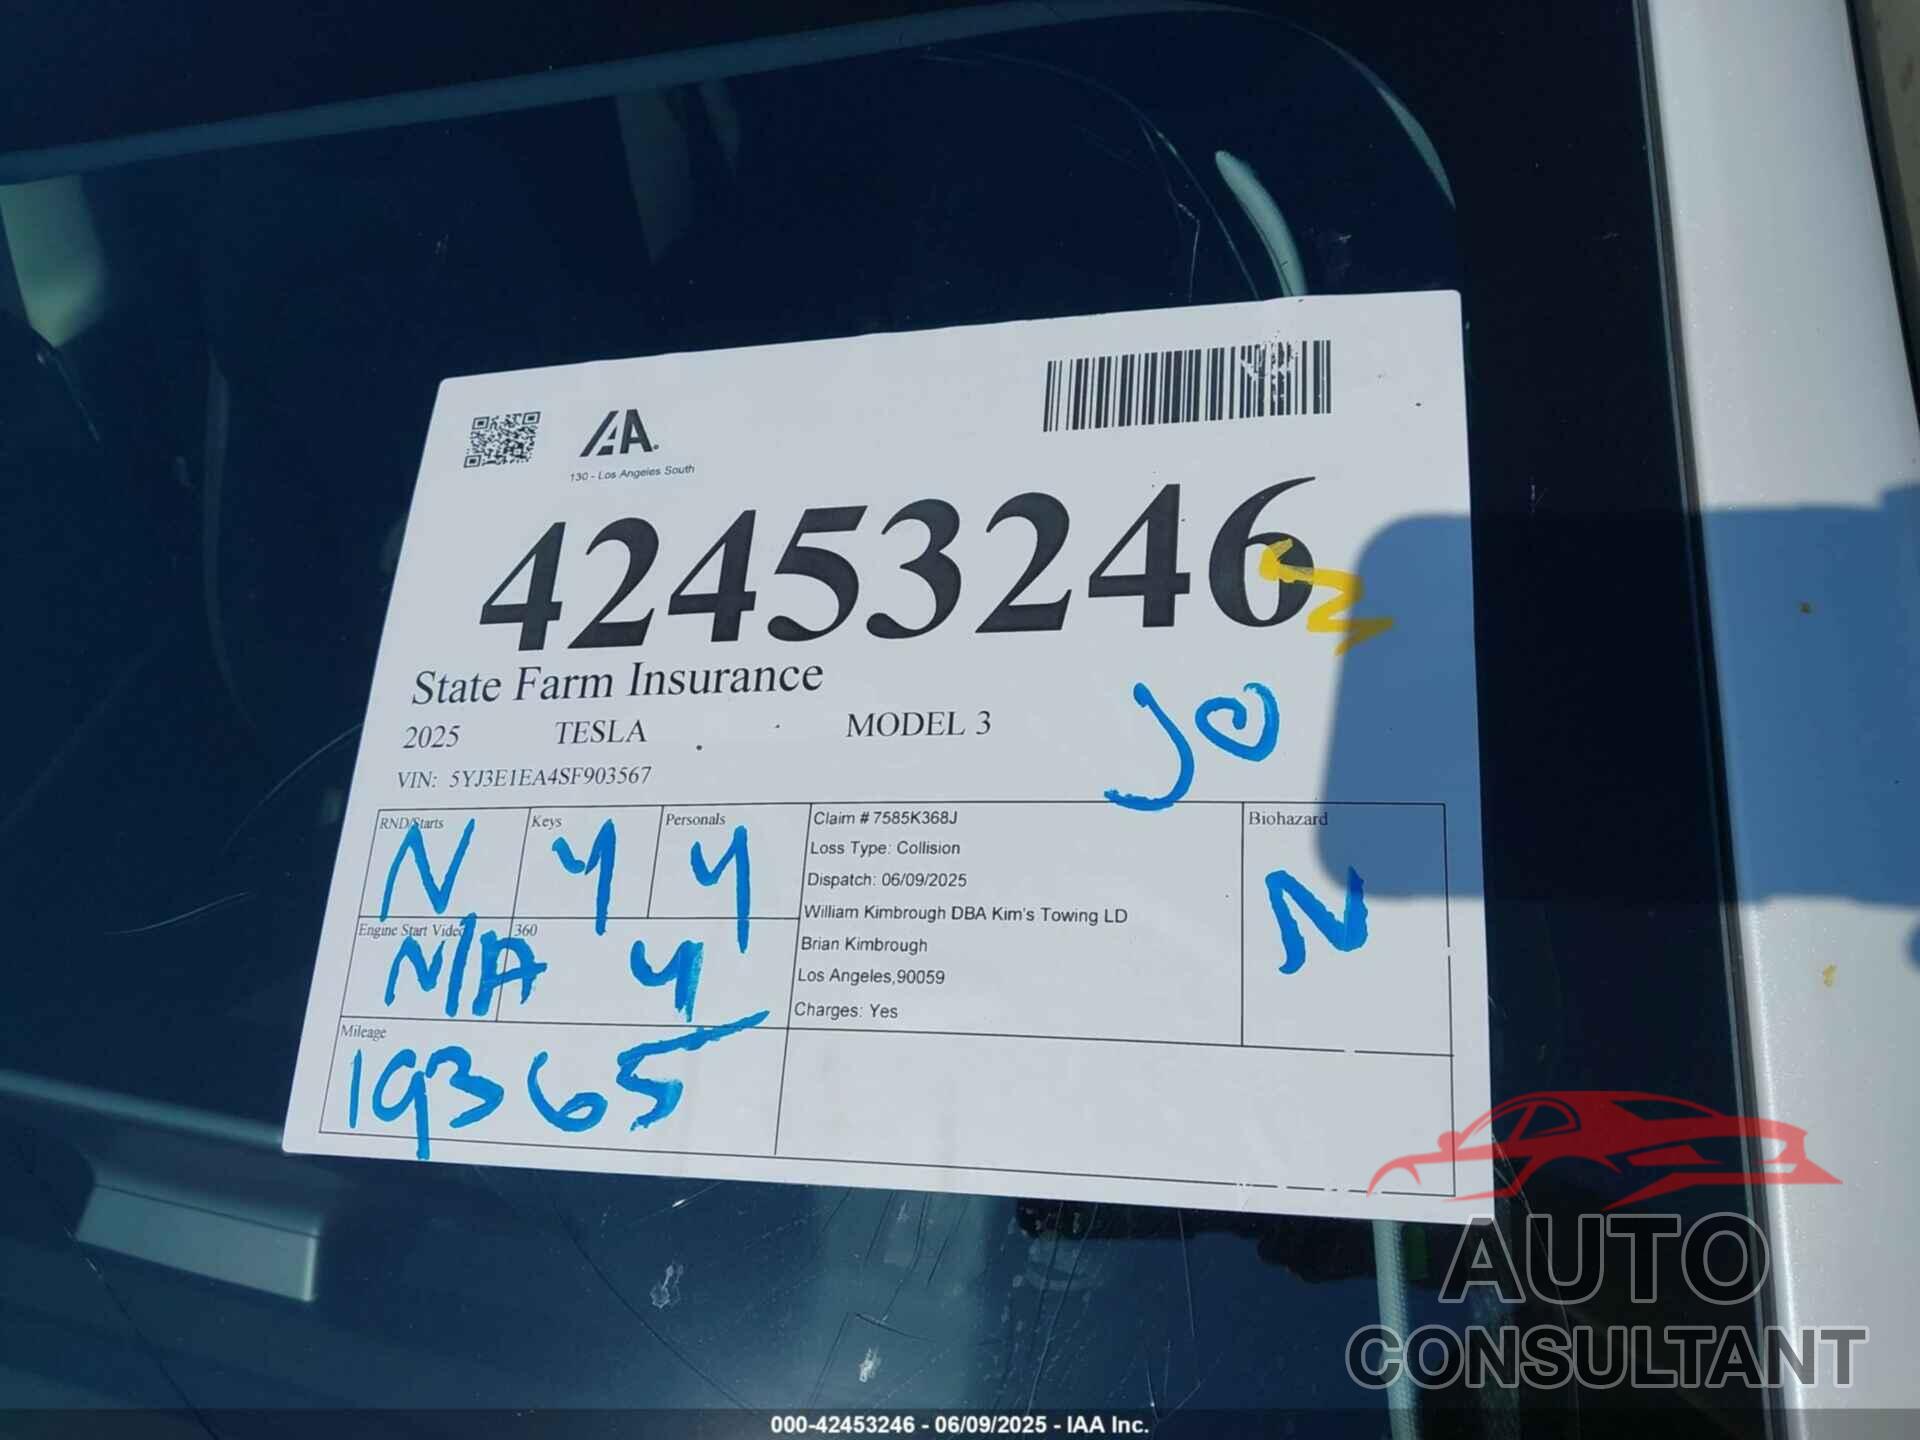 IAA.
130 - Los Angeles South
42453246
State Farm Insurance
2025 TESLA MODEL 3
JO
VIN: 5YJ3E1EA4SF903567
RND/Starts Keys Personals
N Y Y
Engine Start Video 360
N/A Y
Mileage
19365
Claim # 7585K368J
Loss Type: Collision
Dispatch: 06/09/2025
William Kimbrough DBA Kim's Towing LD
Brian Kimbrough
Los Angeles,90059
Charges: Yes
Biohazard
N
AUTO
CONSULTANT
000-42453246 - 06/09/2025 - IAA Inc.